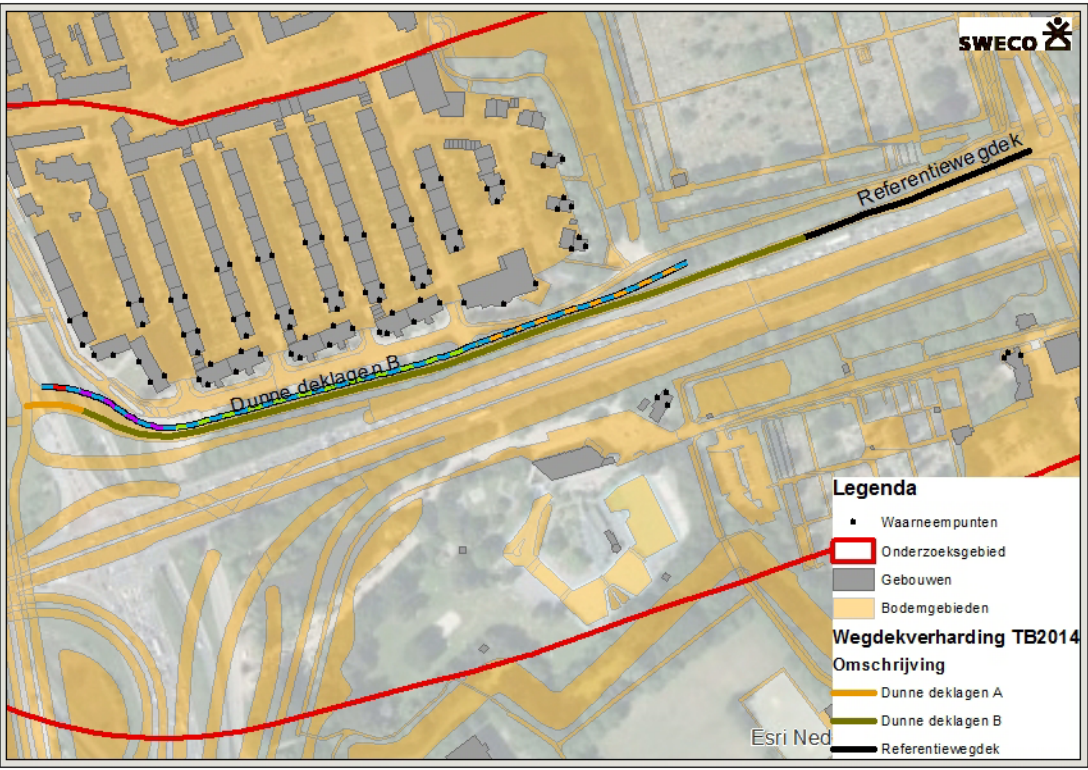 SWECO
Referentiewegdek
Dunne deklagen B
Legenda
Waarneempunten
Onderzoeksgebied
Gebouwen
Bodemgebieden
Wegdekverharding TB2014
Omschrijving
Dunne deklagen A
Dunne deklagen B
Referentiewegdek
Esri Ned